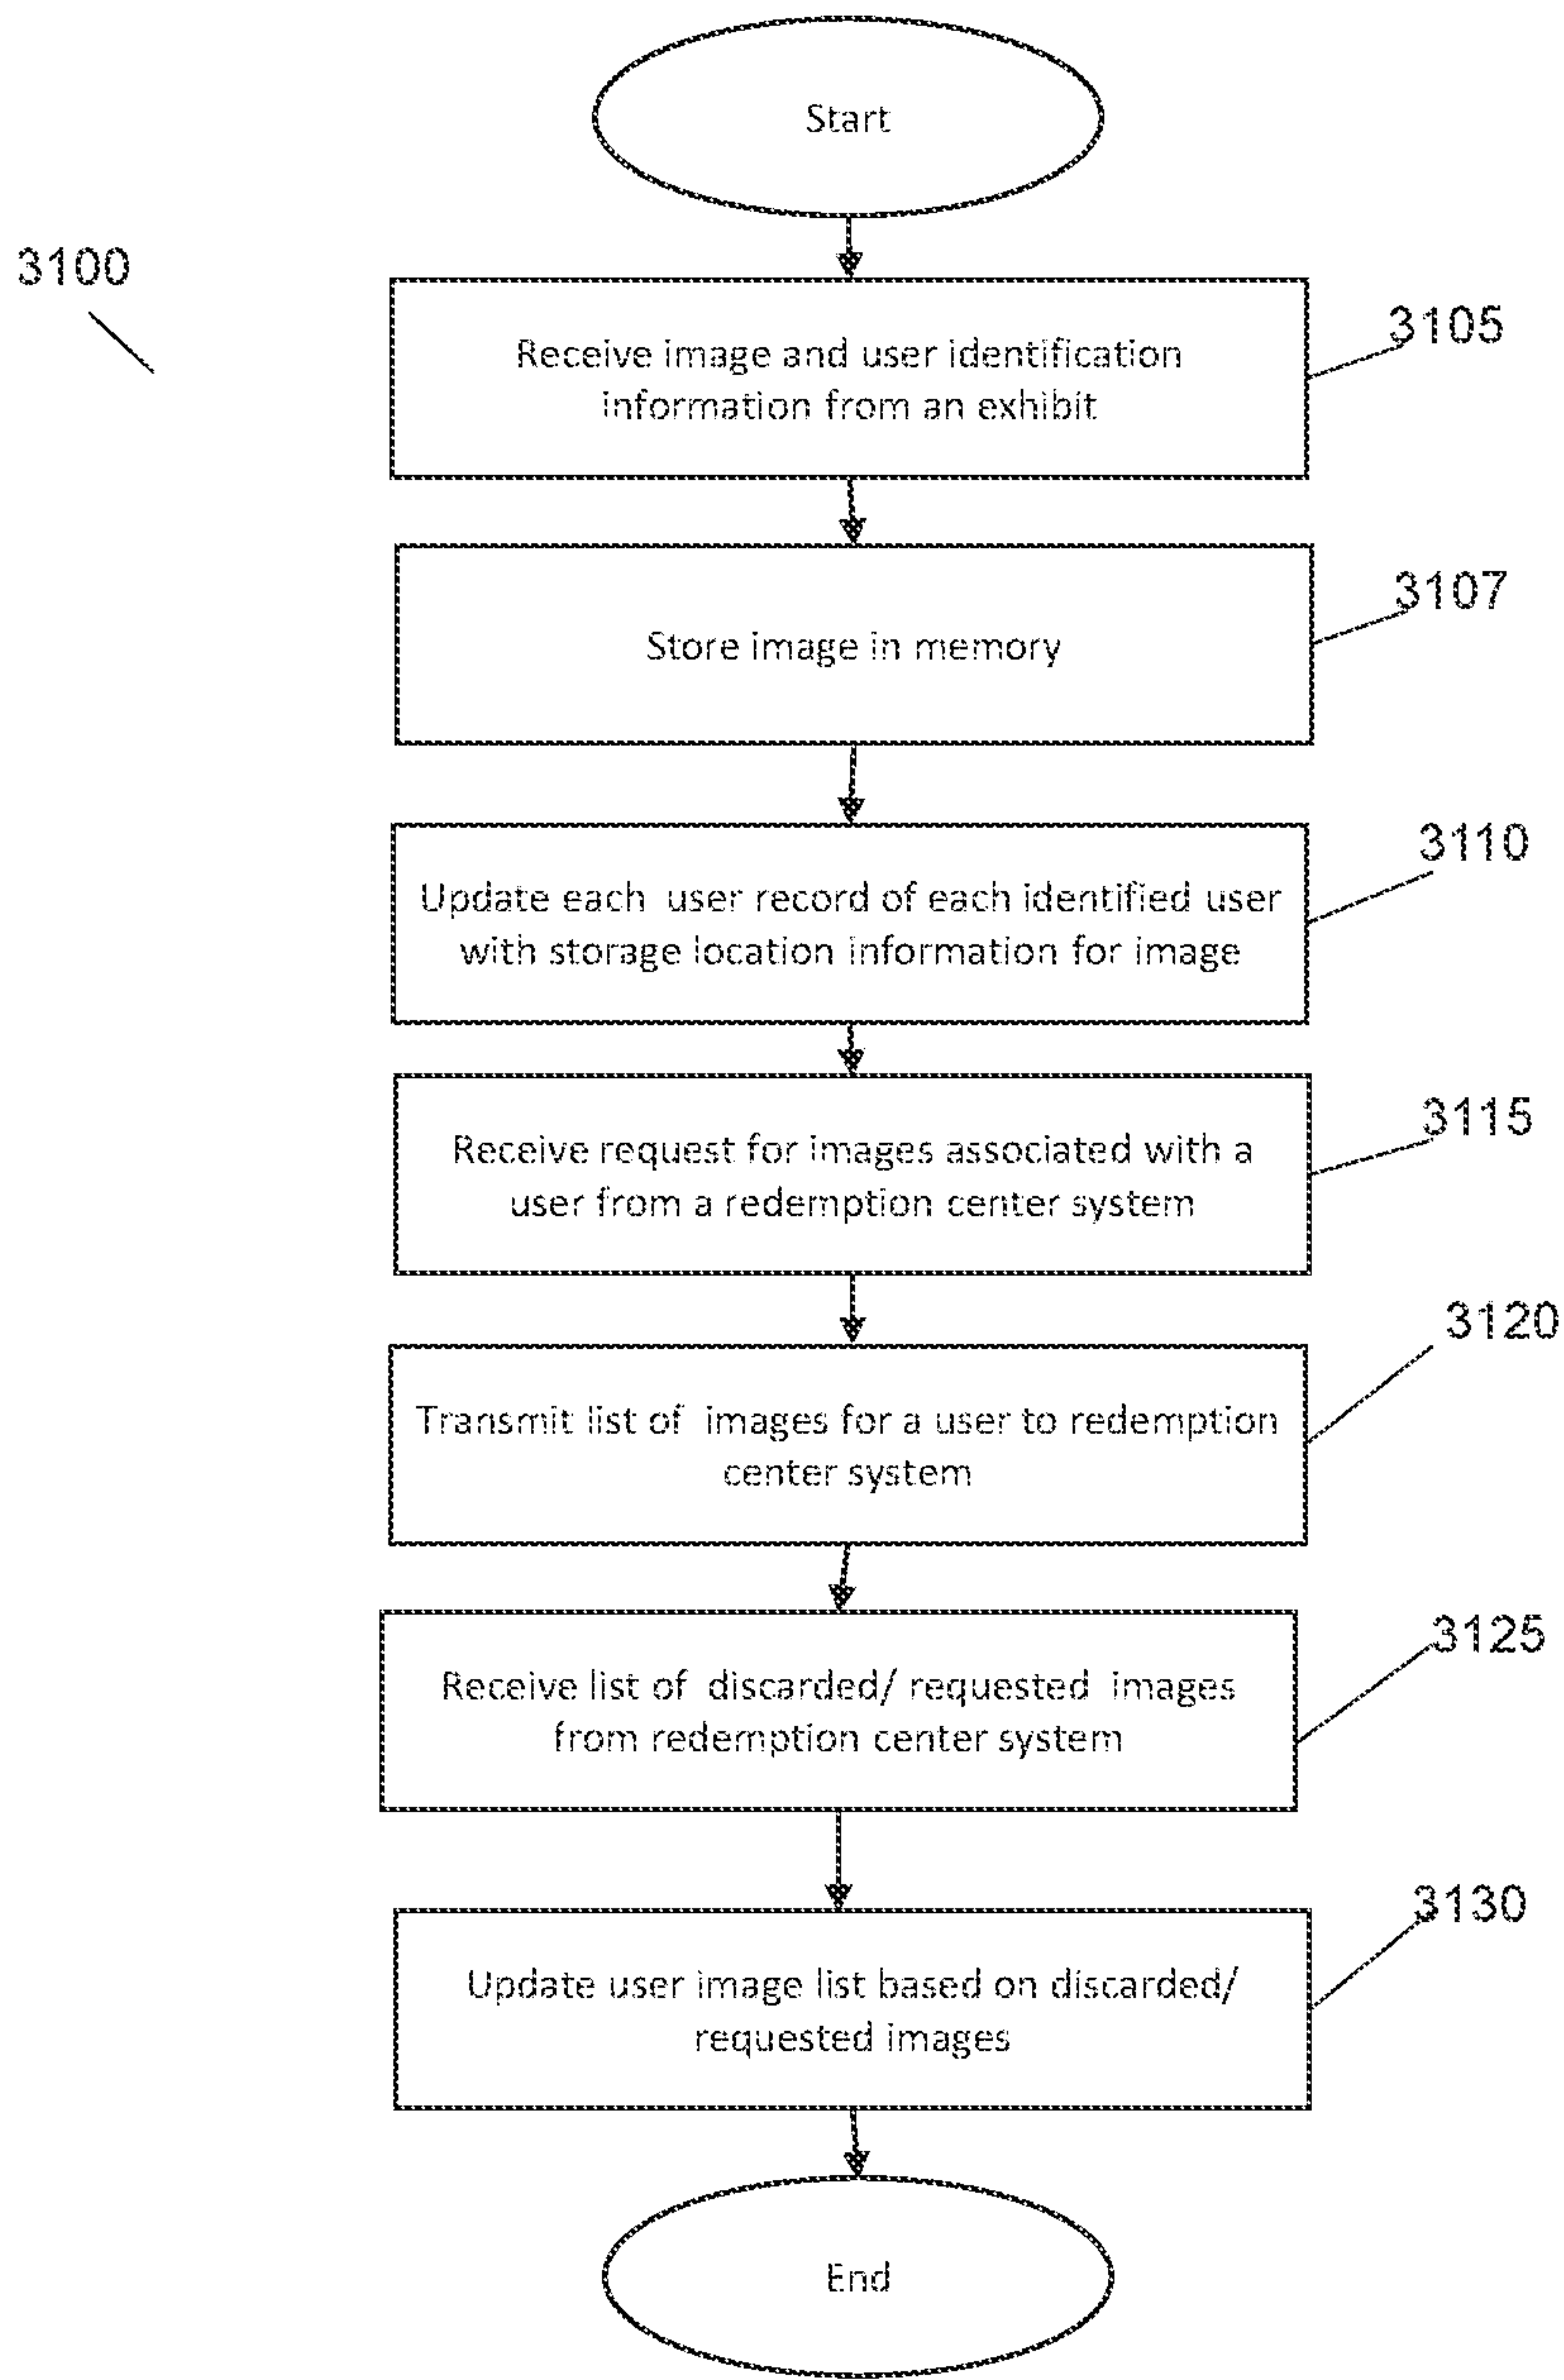 Start
3100
Receive image and user identification
information from an exhibit
3105
Store image in memory
3107
Update each user record of each identified user
with storage location information for image
3110
Receive request for images associated with a
user from a redemption center system
3115
Transmit list of images for a user to redemption
center system
3120
Receive list of discarded/ requested images
from redemption center system
3125
Update user image list based on discarded/
requested images
3130
End